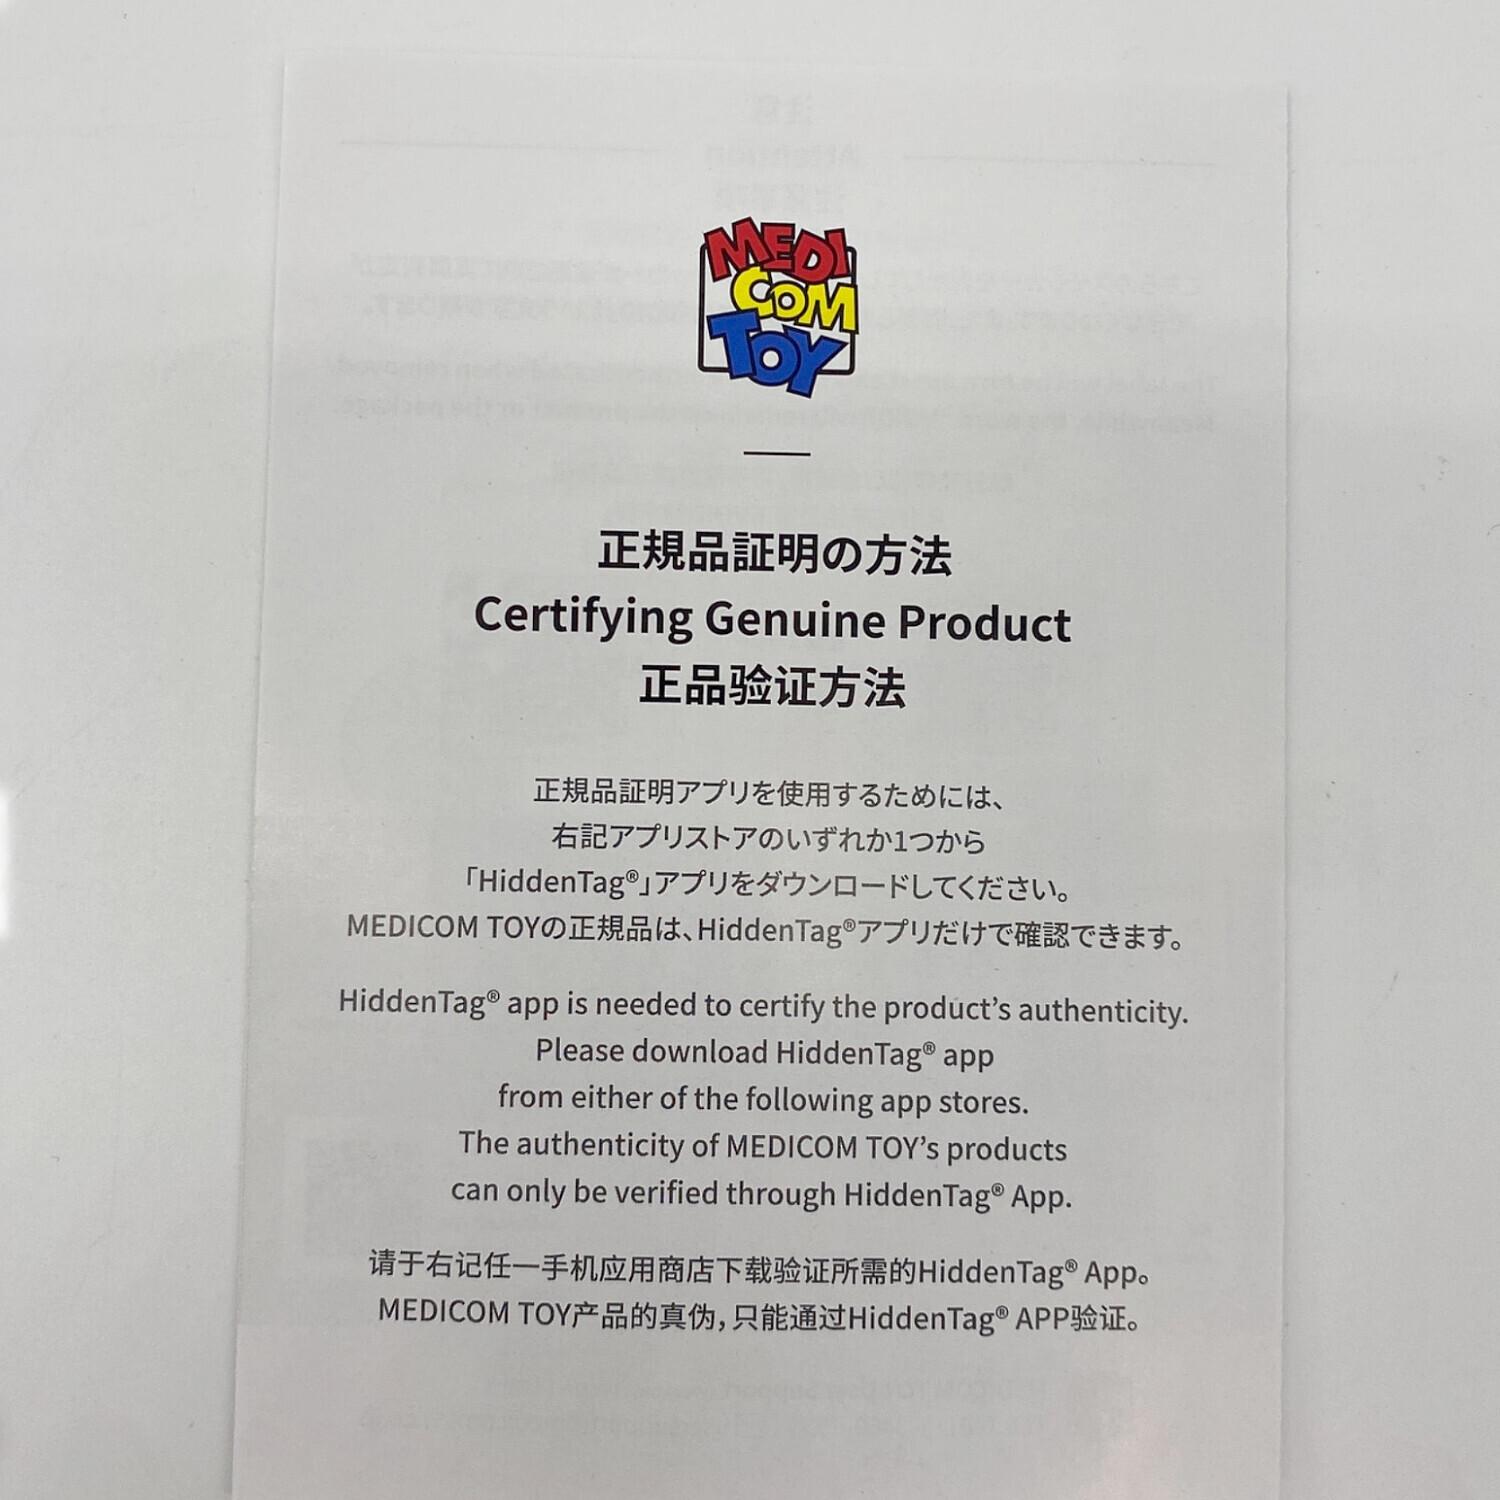 MEDI
COM
TOY
正規品証明の方法
Certifying Genuine Product
正品验证方法
正規品証明アプリを使用するためには、
右記アプリストアのいずれか1つから
「HiddenTag®」アプリをダウンロードしてください。
MEDICOM TOYの正規品は、HiddenTag®アプリだけで確認できます。
HiddenTag® app is needed to certify the product's authenticity.
Please download HiddenTag® app
from either of the following app stores.
The authenticity of MEDICOM TOY's products
can only be verified through HiddenTag® App.
请于右记任一手机应用商店下载验证所需的HiddenTag® App。
MEDICOM TOY产品的真伪，只能通过HiddenTag® APP验证。